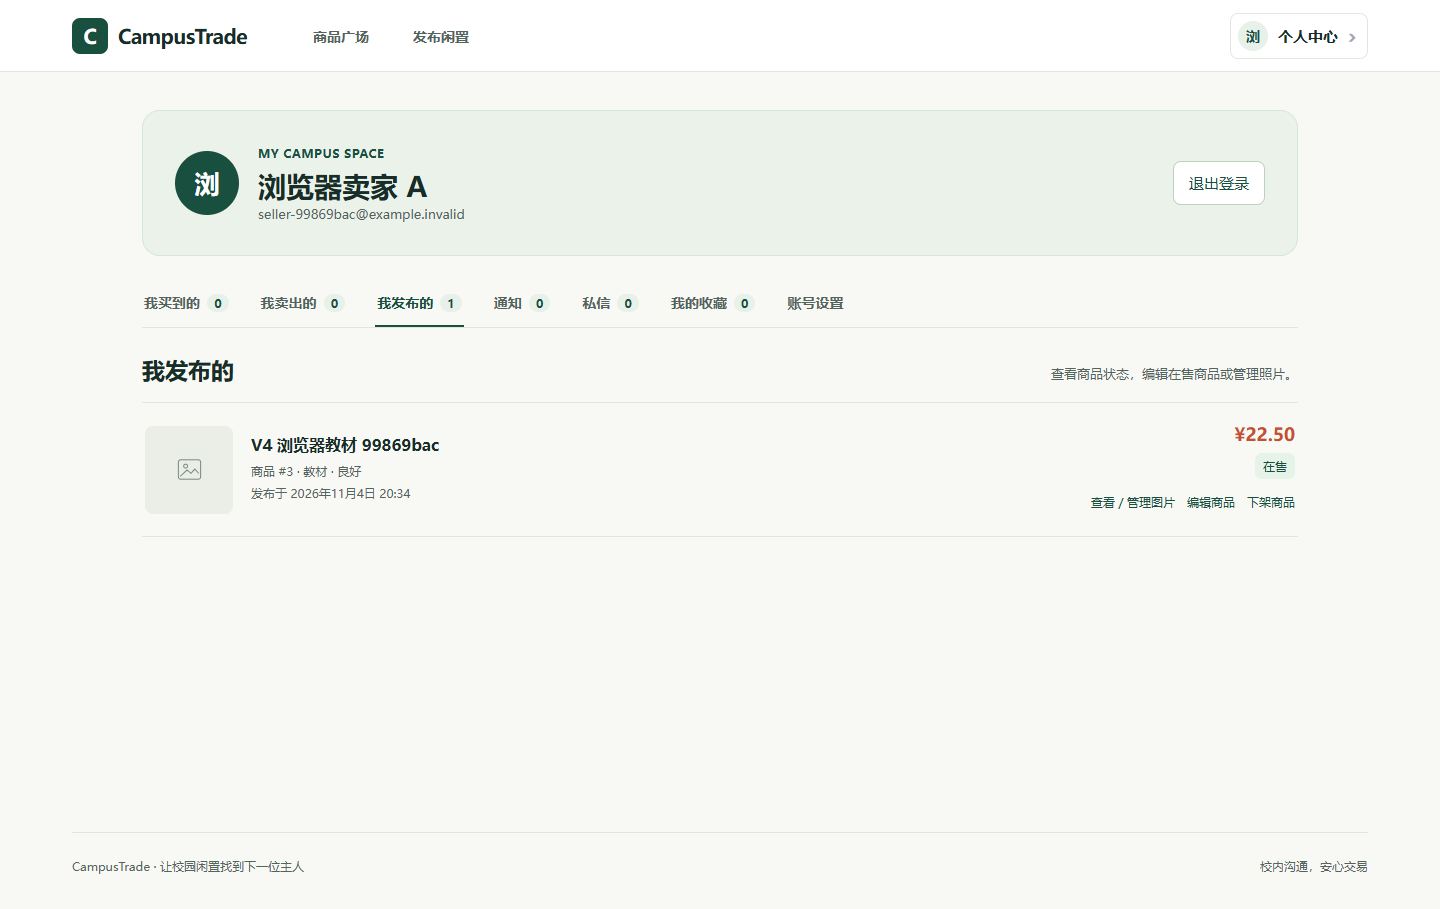 C CampusTrade 商品广场 发布闲置 浏 个人中心 ›
浏
MY CAMPUS SPACE
浏览器卖家 A
seller-99869bac@example.invalid
退出登录
我买到的 0 我卖出的 0 我发布的 1 通知 0 私信 0 我的收藏 0 账号设置
我发布的
查看商品状态，编辑在售商品或管理照片。
V4 浏览器教材 99869bac
商品 #3 · 教材 · 良好
发布于 2026年11月4日 20:34
¥22.50
在售
查看 / 管理图片 编辑商品 下架商品
CampusTrade · 让校园闲置找到下一位主人
校内沟通，安心交易